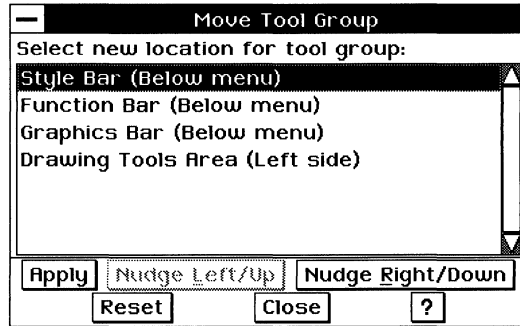 Move Tool Group
Select new location for tool group:
Style Bar (Below menu)
Function Bar (Below menu)
Graphics Bar (Below menu)
Drawing Tools Area (Left side)
Apply Nudge Left/Up Nudge Right/Down
Reset Close ?